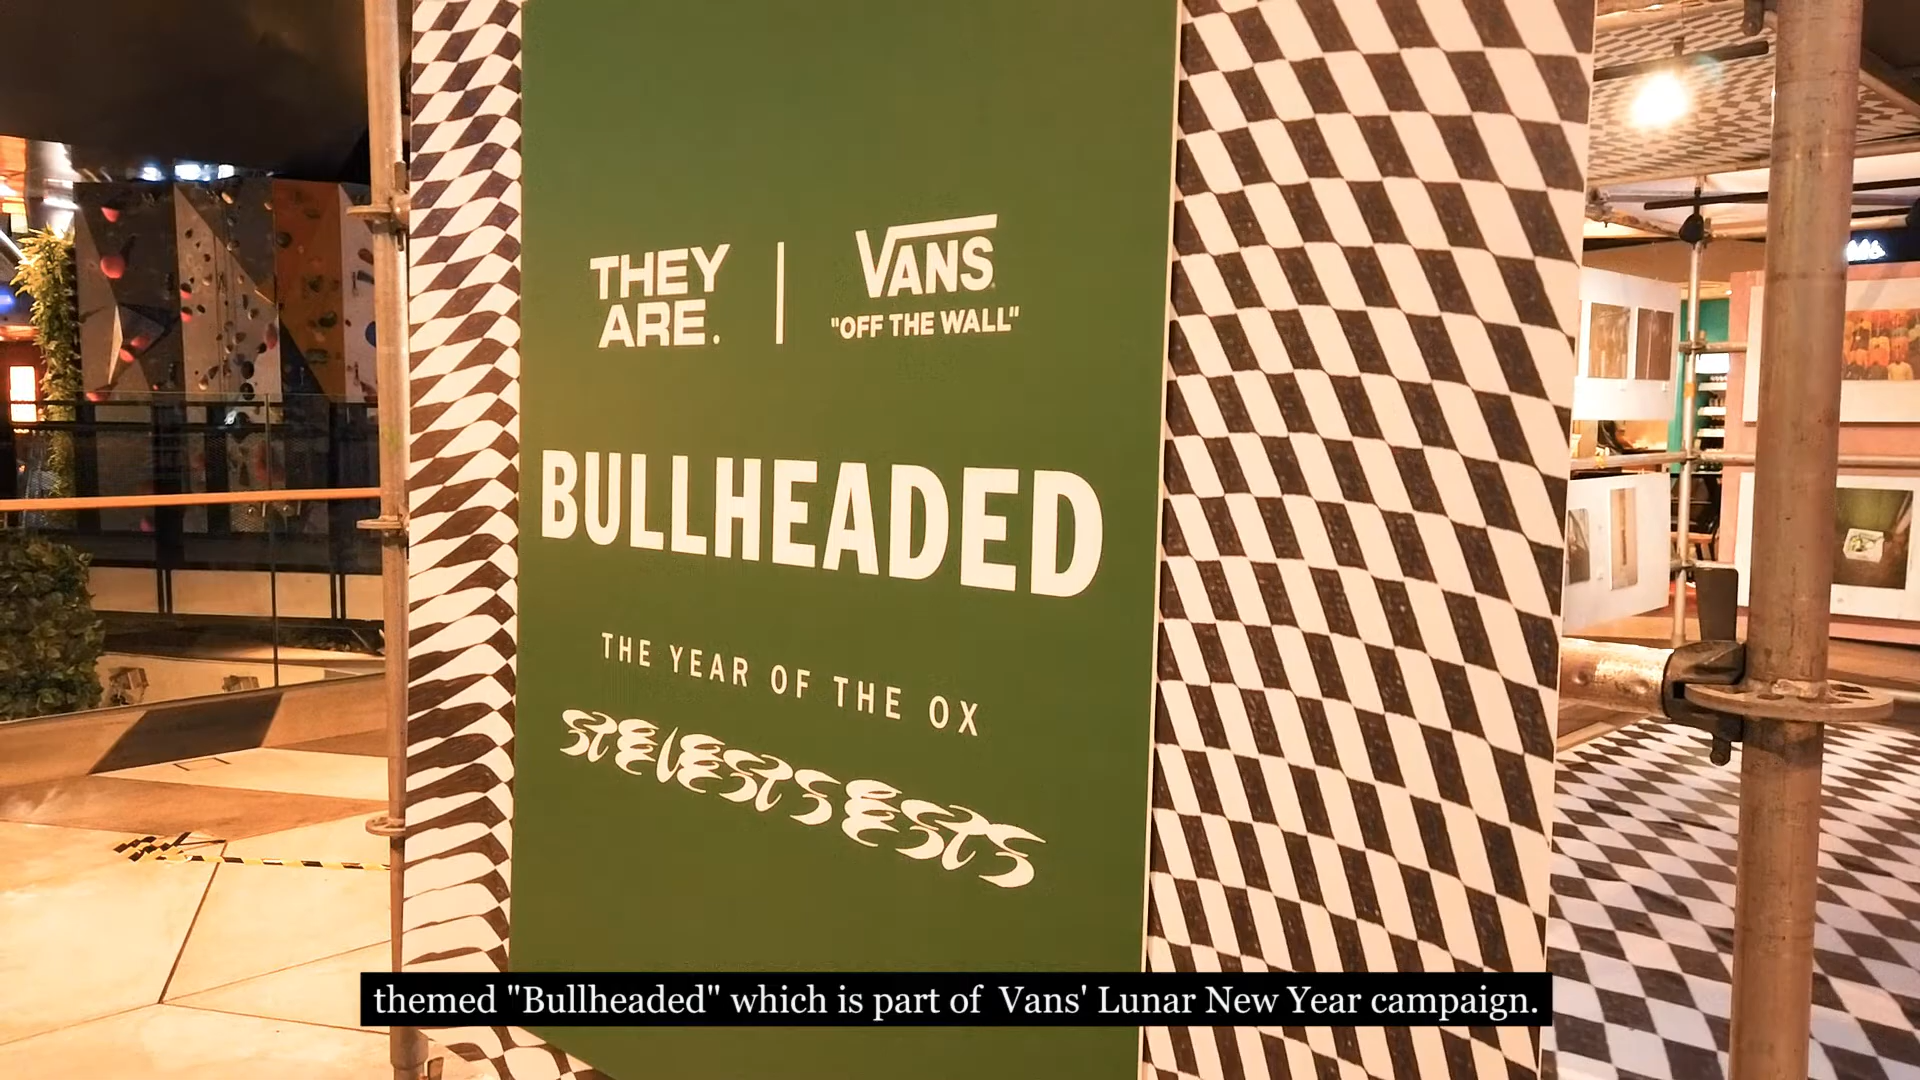 THEY
ARE.
VANS
"OFF THE WALL"
BULLHEADED
THE YEAR OF THE OX
themed "Bullheaded" which is part of Vans' Lunar New Year campaign.